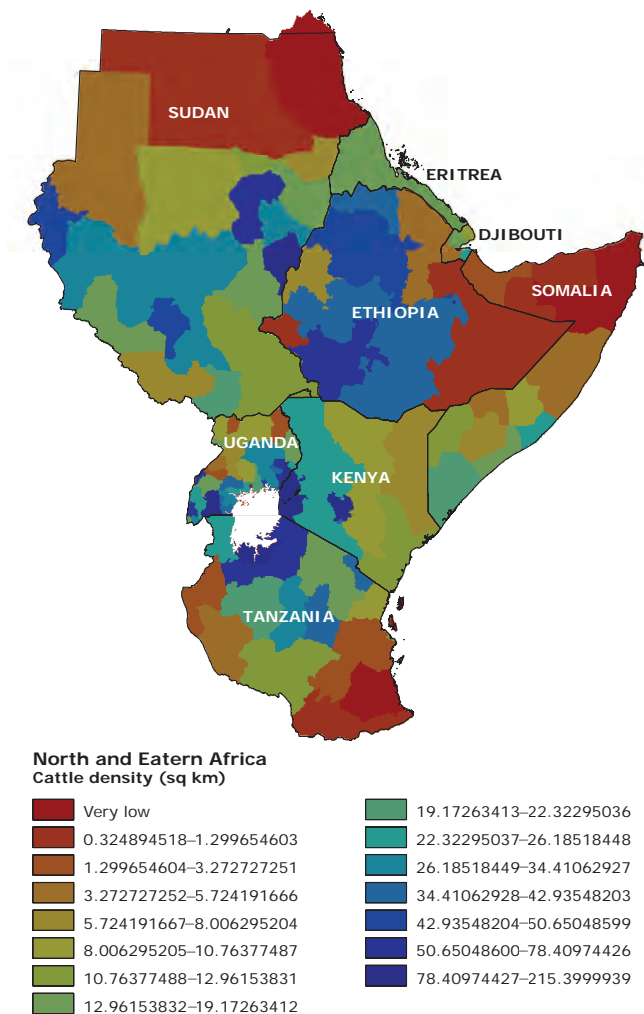 SUDAN
ERITREA
DJIBOUTI
SOMALIA
ETHIOPIA
UGANDA
KENYA
TANZANIA
North and Eatern Africa
Cattle density (sq km)
Very low
0.324894518–1.299654603
1.299654604–3.272727251
3.272727252–5.724191666
5.724191667–8.006295204
8.006295205–10.76377487
10.76377488–12.96153831
12.96153832–19.17263412
19.17263413–22.32295036
22.32295037–26.18518448
26.18518449–34.41062927
34.41062928–42.93548203
42.93548204–50.65048599
50.65048600–78.40974426
78.40974427–215.3999939